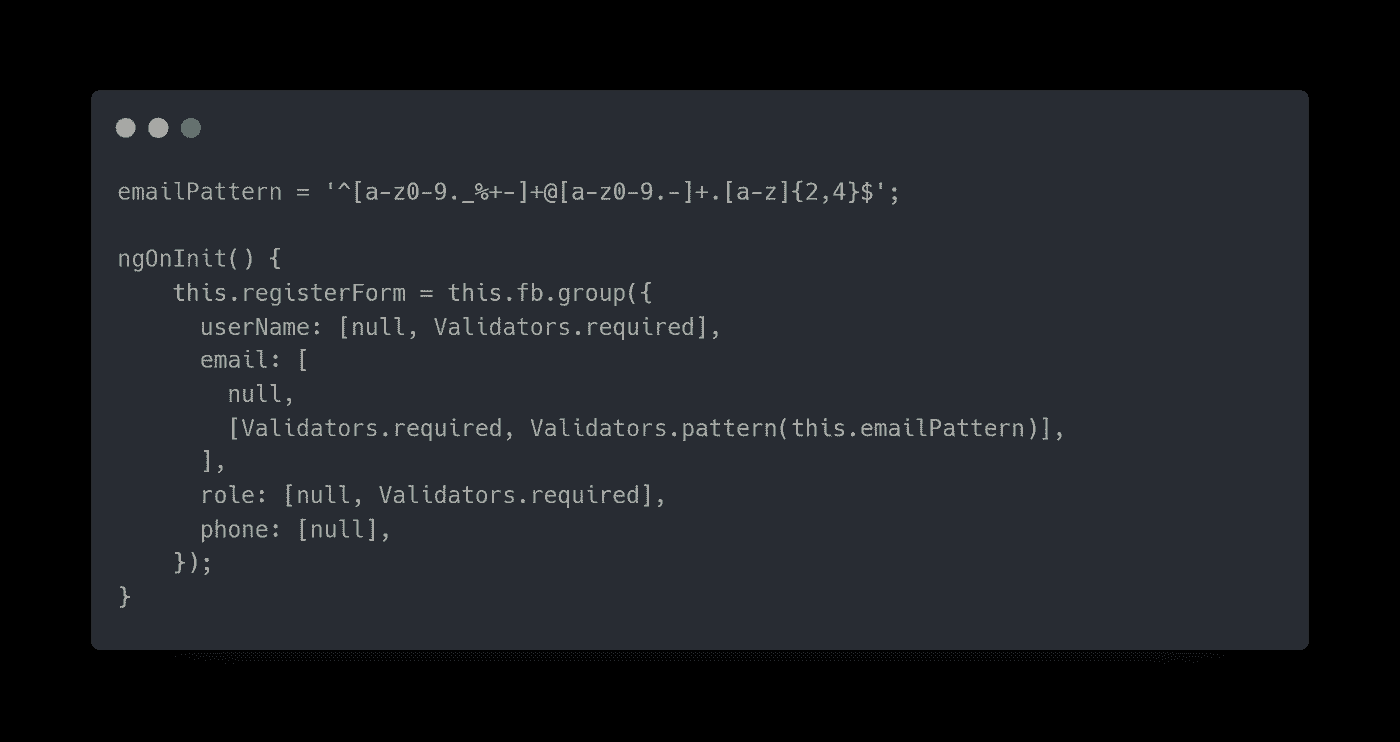 emailPattern = '^[a-z0-9._%+-]+@[a-z0-9.-]+.[a-z]{2,4}$';

ngOnInit() {
    this.registerForm = this.fb.group({
      userName: [null, Validators.required],
      email: [
        null,
        [Validators.required, Validators.pattern(this.emailPattern)],
      ],
      role: [null, Validators.required],
      phone: [null],
    });
}